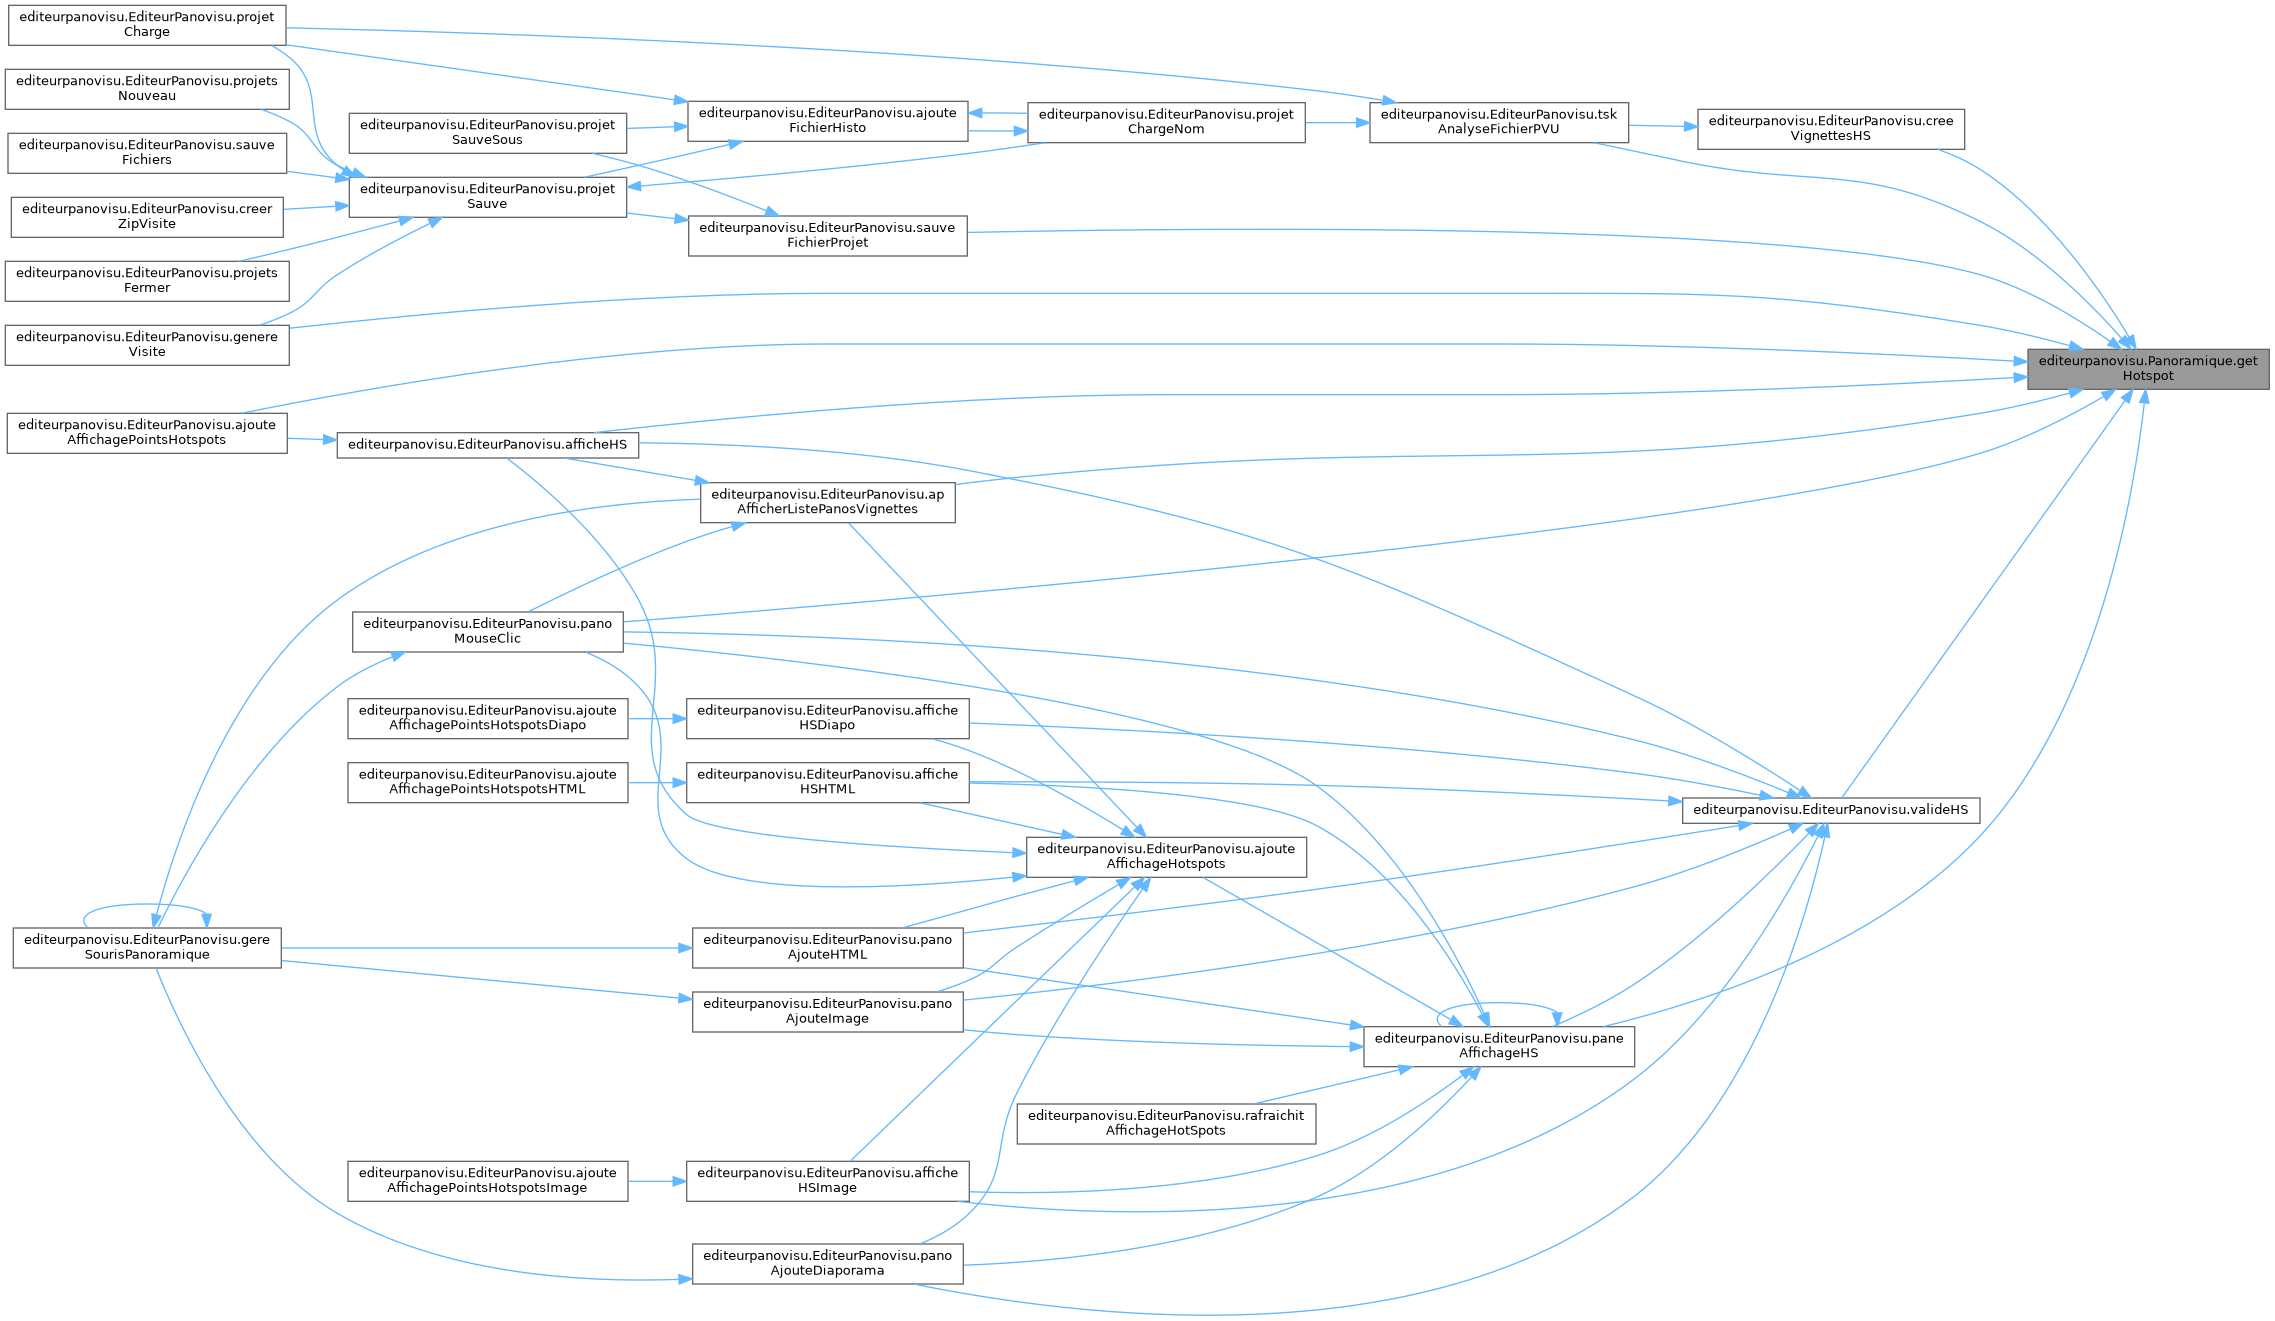 editeurpanovisu.EditeurPanovisu.projet
Charge
editeurpanovisu.EditeurPanovisu.projets
Nouveau
editeurpanovisu.EditeurPanovisu.sauve
Fichiers
editeurpanovisu.EditeurPanovisu.creer
ZipVisite
editeurpanovisu.EditeurPanovisu.projets
Fermer
editeurpanovisu.EditeurPanovisu.genere
Visite
editeurpanovisu.EditeurPanovisu.ajoute
AffichagePointsHotspots
editeurpanovisu.EditeurPanovisu.gere
SourisPanoramique
editeurpanovisu.EditeurPanovisu.projet
SauveSous
editeurpanovisu.EditeurPanovisu.projet
Sauve
editeurpanovisu.EditeurPanovisu.afficheHS
editeurpanovisu.EditeurPanovisu.pano
MouseClic
editeurpanovisu.EditeurPanovisu.ajoute
AffichagePointsHotspotsDiapo
editeurpanovisu.EditeurPanovisu.ajoute
AffichagePointsHotspotsHTML
editeurpanovisu.EditeurPanovisu.ajoute
AffichagePointsHotspotsImage
editeurpanovisu.EditeurPanovisu.ajoute
FichierHisto
editeurpanovisu.EditeurPanovisu.sauve
FichierProjet
editeurpanovisu.EditeurPanovisu.ap
AfficherListePanosVignettes
editeurpanovisu.EditeurPanovisu.affiche
HSDiapo
editeurpanovisu.EditeurPanovisu.affiche
HSHTML
editeurpanovisu.EditeurPanovisu.pano
AjouteHTML
editeurpanovisu.EditeurPanovisu.pano
AjouteImage
editeurpanovisu.EditeurPanovisu.affiche
HSImage
editeurpanovisu.EditeurPanovisu.pano
AjouteDiaporama
editeurpanovisu.EditeurPanovisu.projet
ChargeNom
editeurpanovisu.EditeurPanovisu.ajoute
AffichageHotspots
editeurpanovisu.EditeurPanovisu.rafraichit
AffichageHotSpots
editeurpanovisu.EditeurPanovisu.tsk
AnalyseFichierPVU
editeurpanovisu.EditeurPanovisu.pane
AffichageHS
editeurpanovisu.EditeurPanovisu.cree
VignettesHS
editeurpanovisu.EditeurPanovisu.valideHS
editeurpanovisu.Panoramique.get
Hotspot